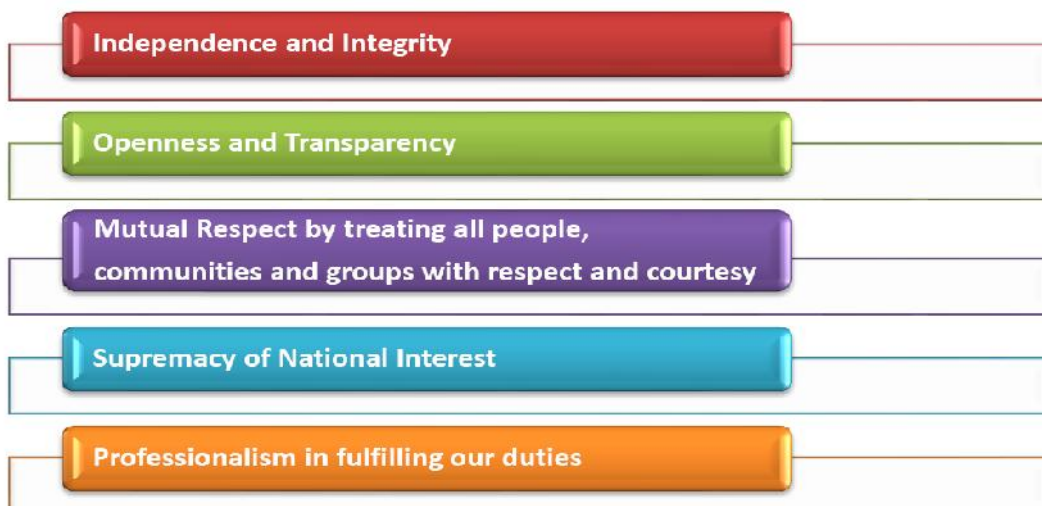 Independence and Integrity
Openness and Transparency
Mutual Respect by treating all people,
communities and groups with respect and courtesy
Supremacy of National Interest
Professionalism in fulfilling our duties